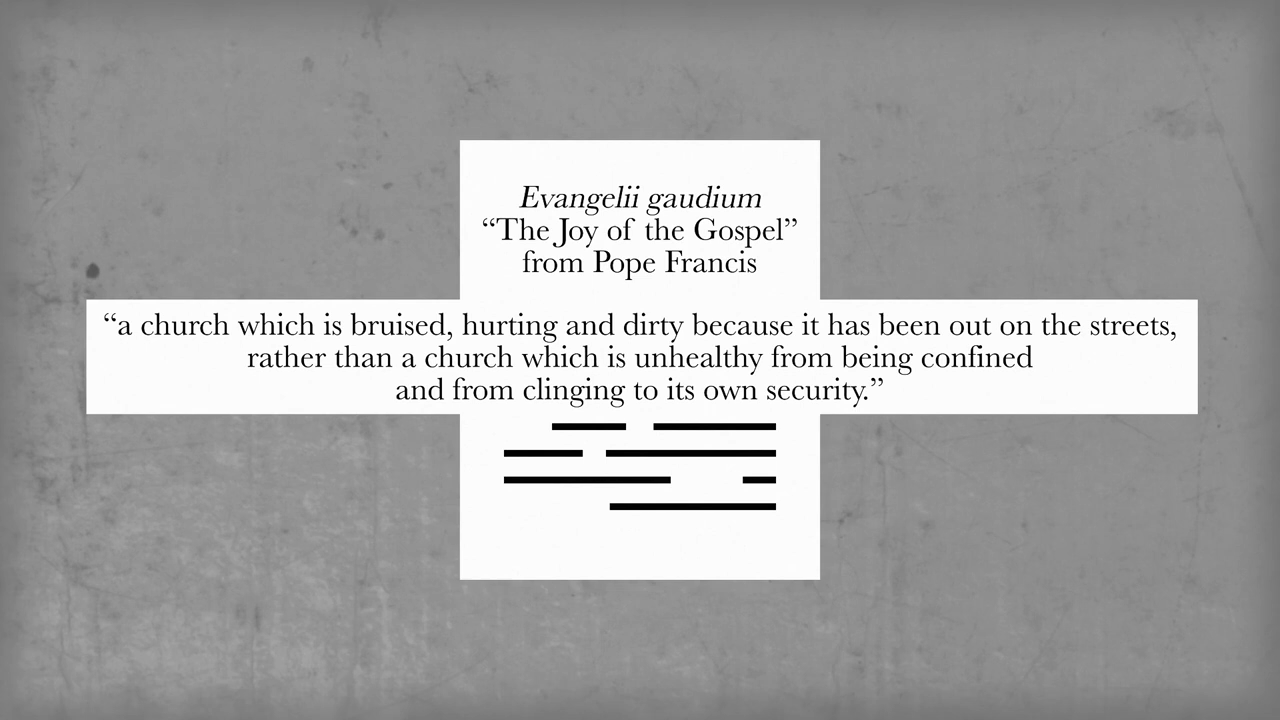 Evangelii gaudium
“The Joy of the Gospel”
from Pope Francis
“a church which is bruised, hurting and dirty because it has been out on the streets,
rather than a church which is unhealthy from being confined
and from clinging to its own security.”